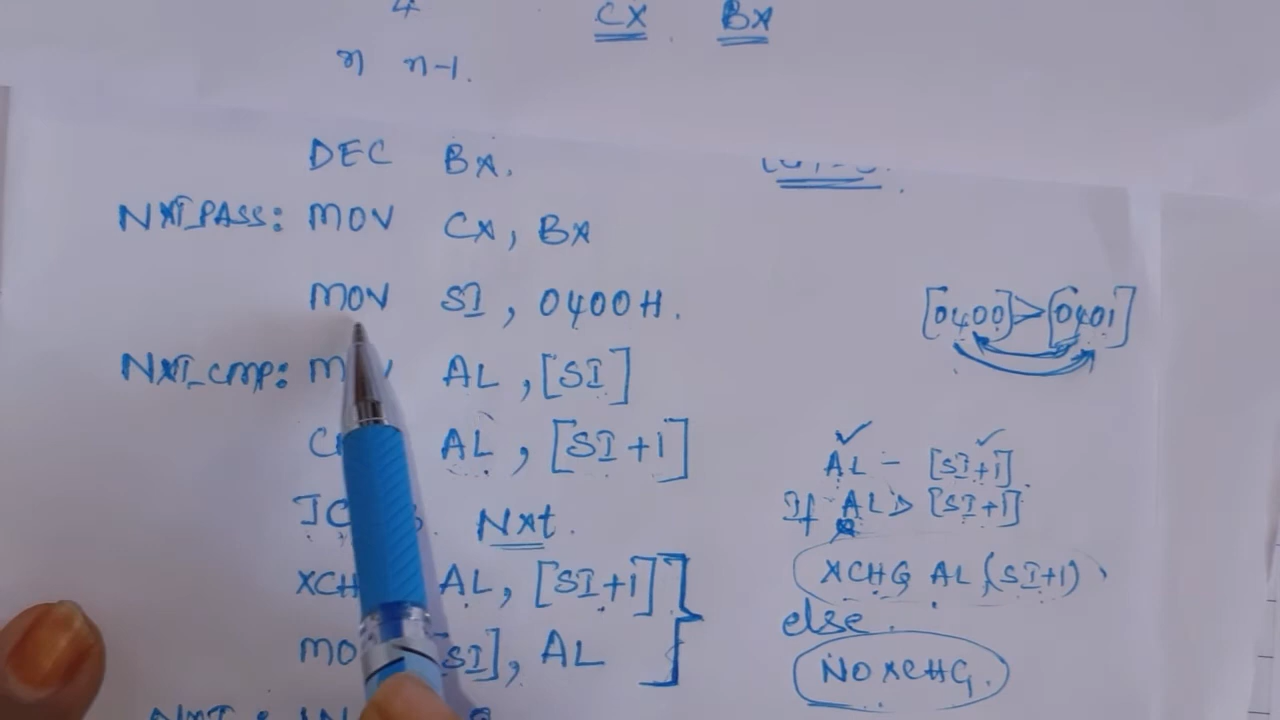 4 CX BX
n n-1.
DEC BX.
NXT_PASS: MOV CX, BX
MOV SI, 0400H.
[0400]>[0401]
NXT_CMP: AL, [SI]
AL, [SI+1]
AL - [SI+1].
Nxt.
If AL > [SI+1]
AL, [SI+1]
XCHG AL,(SI+1)
else.
[SI], AL
NO XCHG.